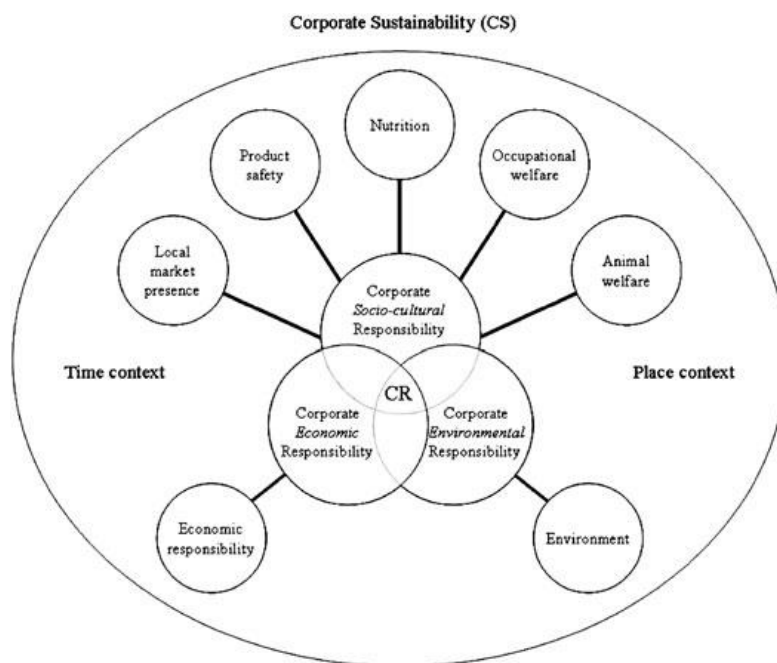 Corporate Sustainability (CS)
Nutrition
Product
safety
Occupational
welfare
Local
market
presence
Animal
welfare
Corporate
Socio-cultural
Responsibility
Time context
Place context
CR
Corporate
Economic
Responsibility
Corporate
Environmental
Responsibility
Economic
responsibility
Environment